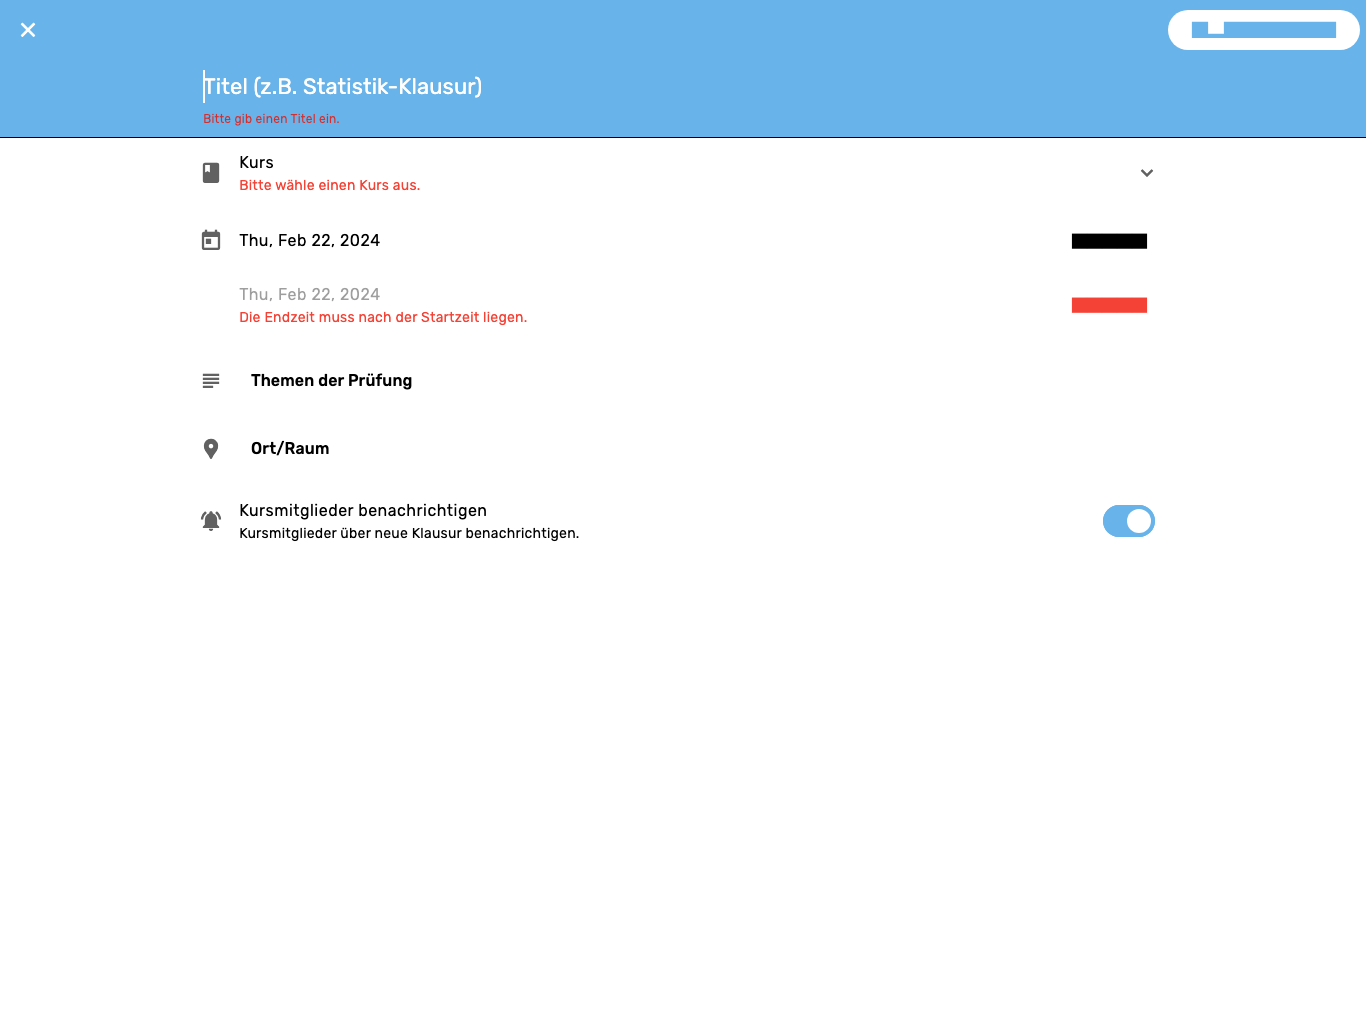 Titel (z.B. Statistik-Klausur)
Bitte gib einen Titel ein.
Kurs
Bitte wähle einen Kurs aus.
Thu, Feb 22, 2024
Thu, Feb 22, 2024
Die Endzeit muss nach der Startzeit liegen.
Themen der Prüfung
Ort/Raum
Kursmitglieder benachrichtigen
Kursmitglieder über neue Klausur benachrichtigen.